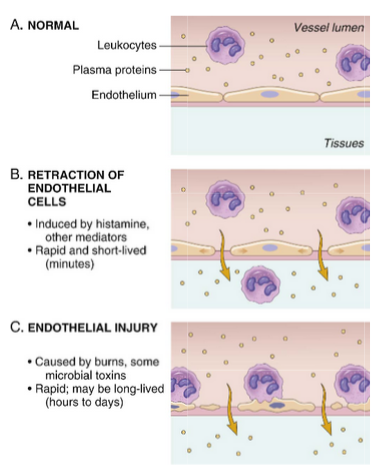 A. NORMAL
Vessel lumen
Leukocytes
Plasma proteins
Endothelium
Tissues
B. RETRACTION OF
ENDOTHELIAL
CELLS
• Induced by histamine,
other mediators
• Rapid and short-lived
(minutes)
C. ENDOTHELIAL INJURY
• Caused by burns, some
microbial toxins
• Rapid; may be long-lived
(hours to days)